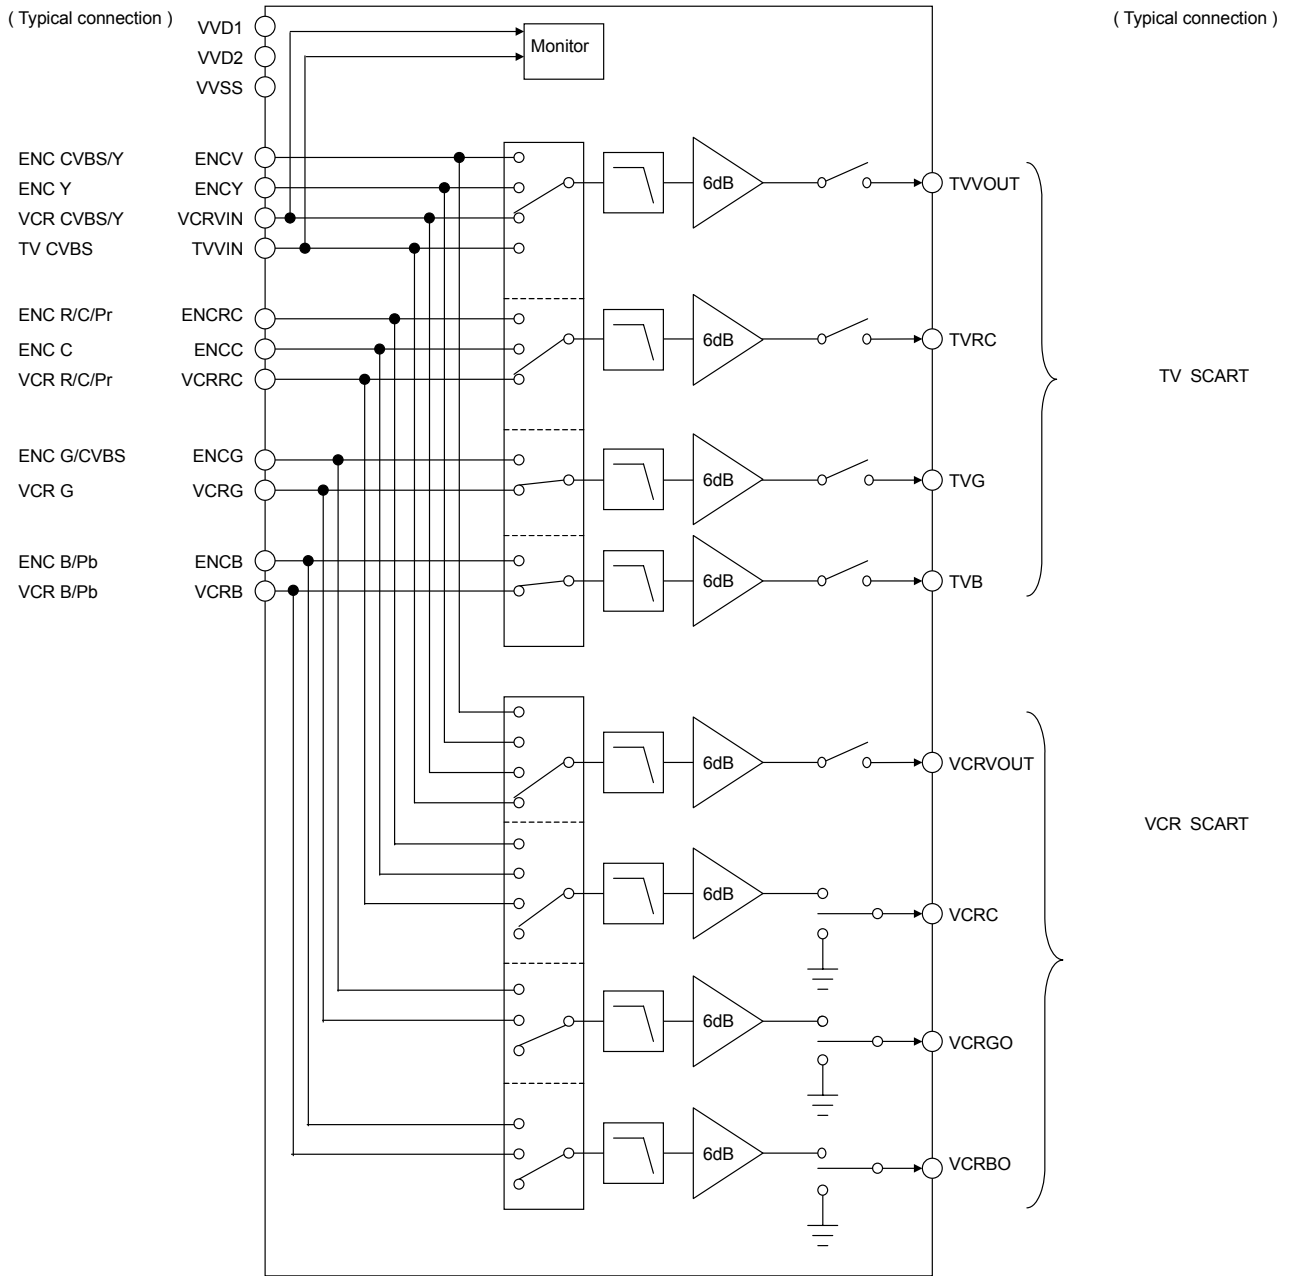 ( Typical connection )
( Typical connection )
VVD1
VVD2
VVSS
Monitor
ENC CVBS/Y ENCV
ENC Y ENCY
VCR CVBS/Y VCRVIN
TV CVBS TVVIN
6dB TVVOUT
ENC R/C/Pr ENCRC
ENC C ENCC
VCR R/C/Pr VCRRC
6dB TVRC
TV SCART
ENC G/CVBS ENCG
VCR G VCRG
6dB TVG
ENC B/Pb ENCB
VCR B/Pb VCRB
6dB TVB
6dB VCRVOUT
VCR SCART
6dB VCRC
6dB VCRGO
6dB VCRBO